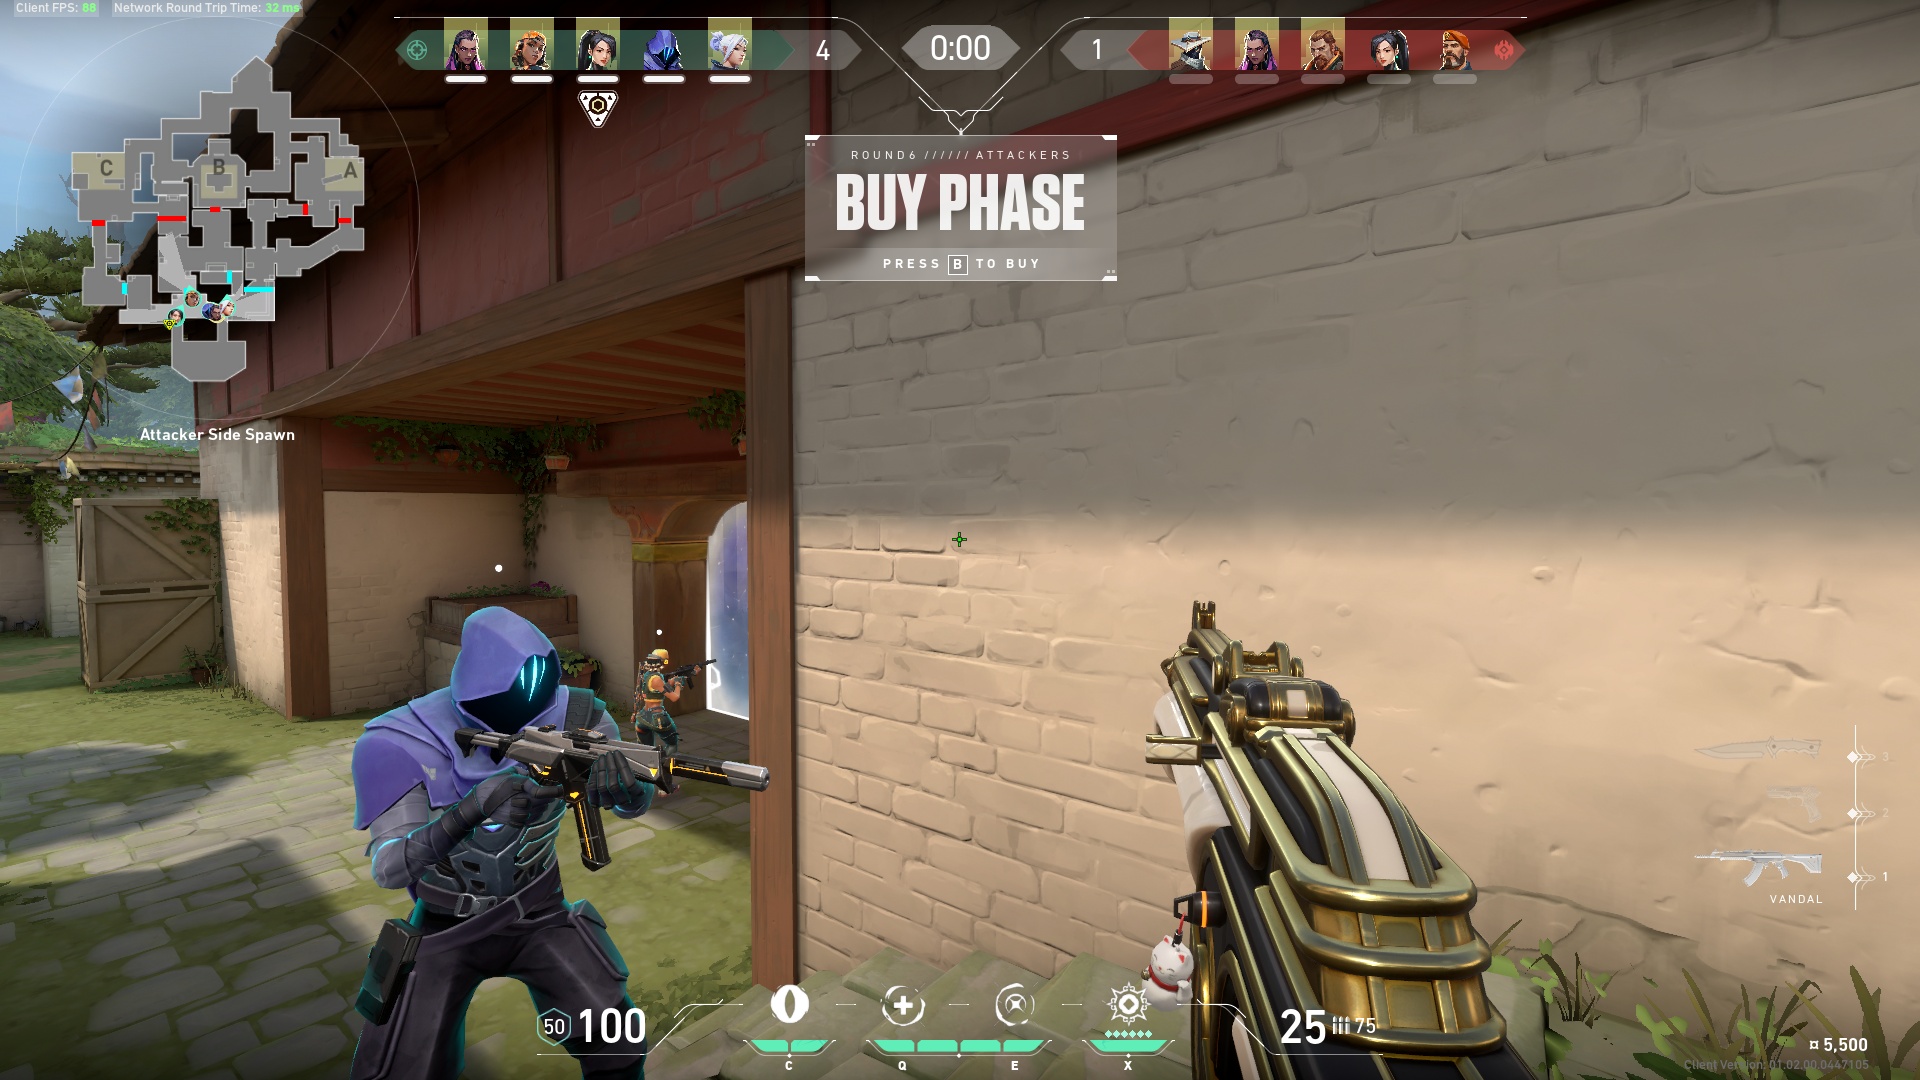 Client FPS: 88 Network Round Trip Time: 32 ms
4
0:00
1
ROUND 6 ////// ATTACKERS
BUY PHASE
PRESS B TO BUY
C
B
A
Attacker Side Spawn
3
2
1
VANDAL
50 100
C
Q
E
X
25 75
¤ 5,500
Client Version: 01.02.00.0447105